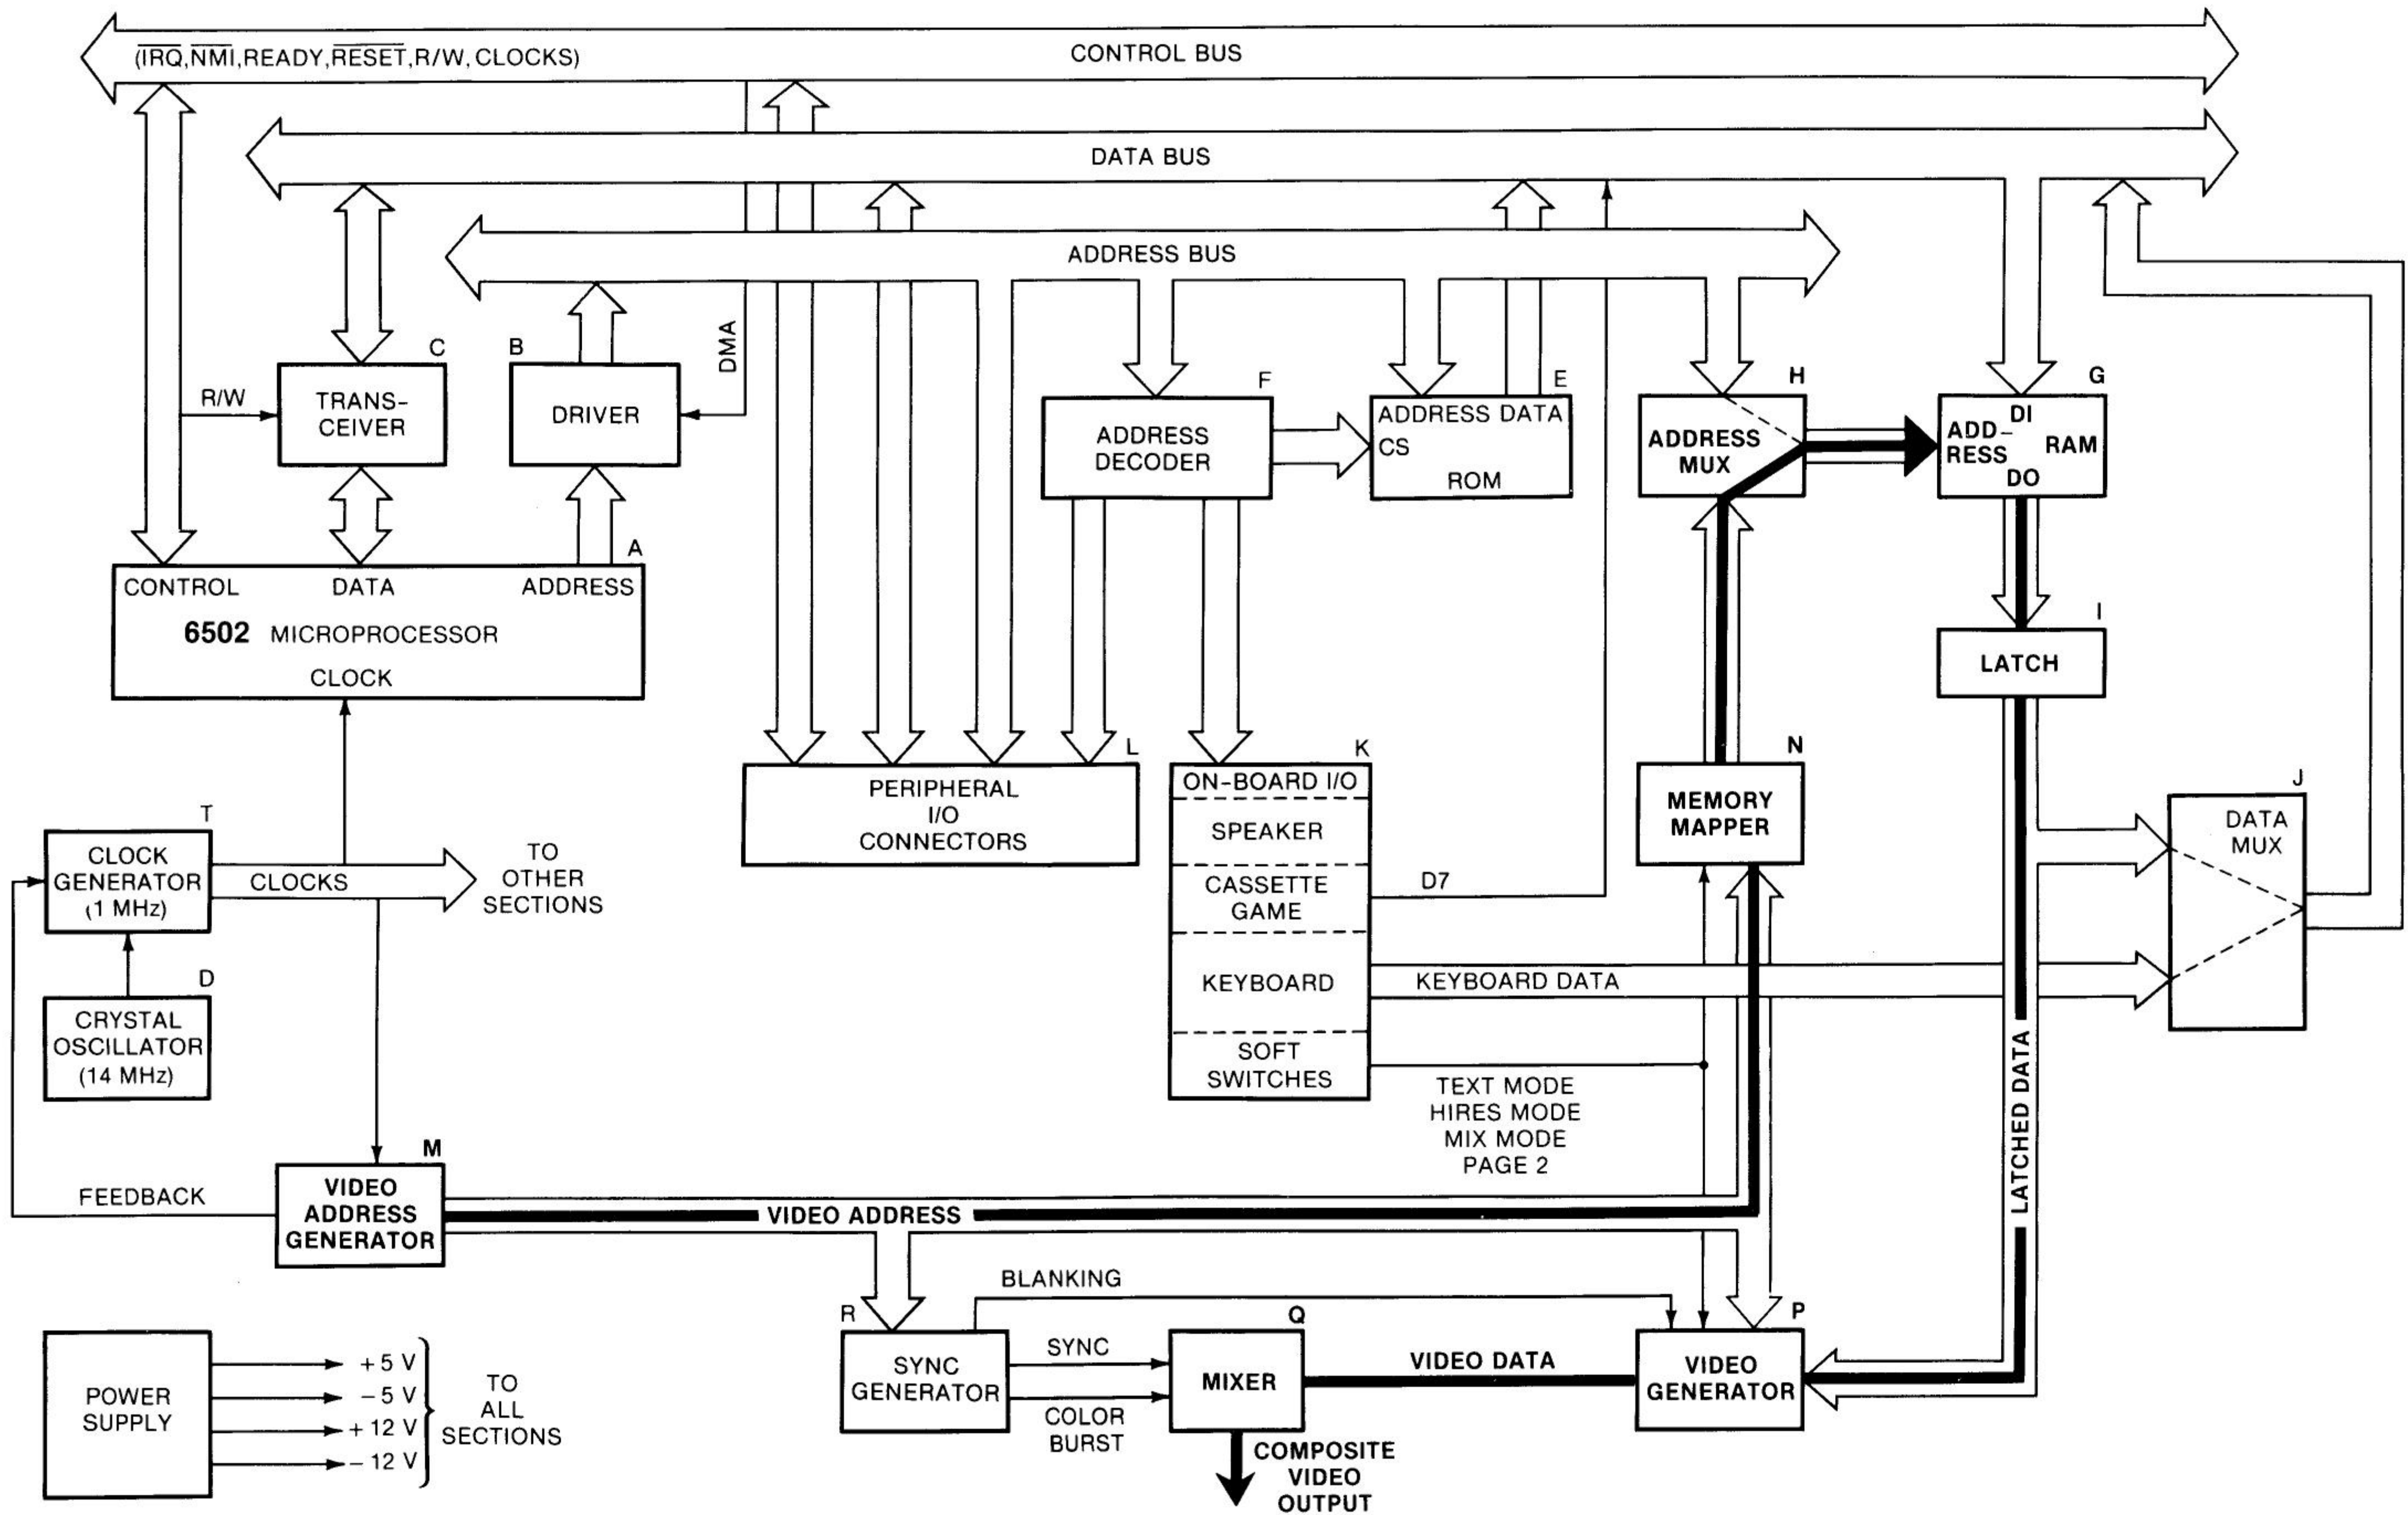 (IRQ,NMI,READY,RESET,R/W, CLOCKS)
CONTROL BUS
DATA BUS
ADDRESS BUS
DMA
C
R/W
TRANS-
CEIVER
B
DRIVER
F
ADDRESS
DECODER
E
ADDRESS DATA
CS
ROM
H
ADDRESS
MUX
G
DI
ADD-
RESS
RAM
DO
A
CONTROL DATA ADDRESS
6502 MICROPROCESSOR
CLOCK
I
LATCH
T
CLOCK
GENERATOR
(1 MHz)
CLOCKS
TO
OTHER
SECTIONS
D
CRYSTAL
OSCILLATOR
(14 MHz)
L
PERIPHERAL
I/O
CONNECTORS
K
ON-BOARD I/O
SPEAKER
CASSETTE
GAME
KEYBOARD
SOFT
SWITCHES
D7
KEYBOARD DATA
TEXT MODE
HIRES MODE
MIX MODE
PAGE 2
N
MEMORY
MAPPER
J
DATA
MUX
LATCHED DATA
FEEDBACK
M
VIDEO
ADDRESS
GENERATOR
VIDEO ADDRESS
BLANKING
R
SYNC
GENERATOR
SYNC
COLOR
BURST
Q
MIXER
VIDEO DATA
P
VIDEO
GENERATOR
COMPOSITE
VIDEO
OUTPUT
POWER
SUPPLY
+5 V
−5 V
+12 V
−12 V
TO
ALL
SECTIONS